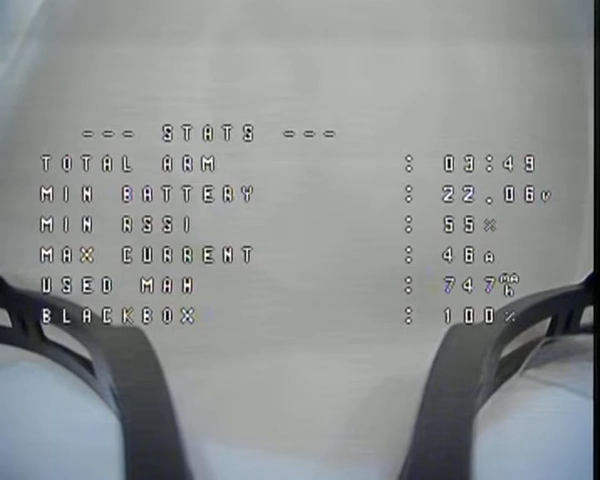 --- STATS ---
TOTAL ARM : 03:49
MIN BATTERY : 22.06V
MIN RSSI : 55%
MAX CURRENT : 46A
USED MAH : 747MAH
BLACKBOX : 100%